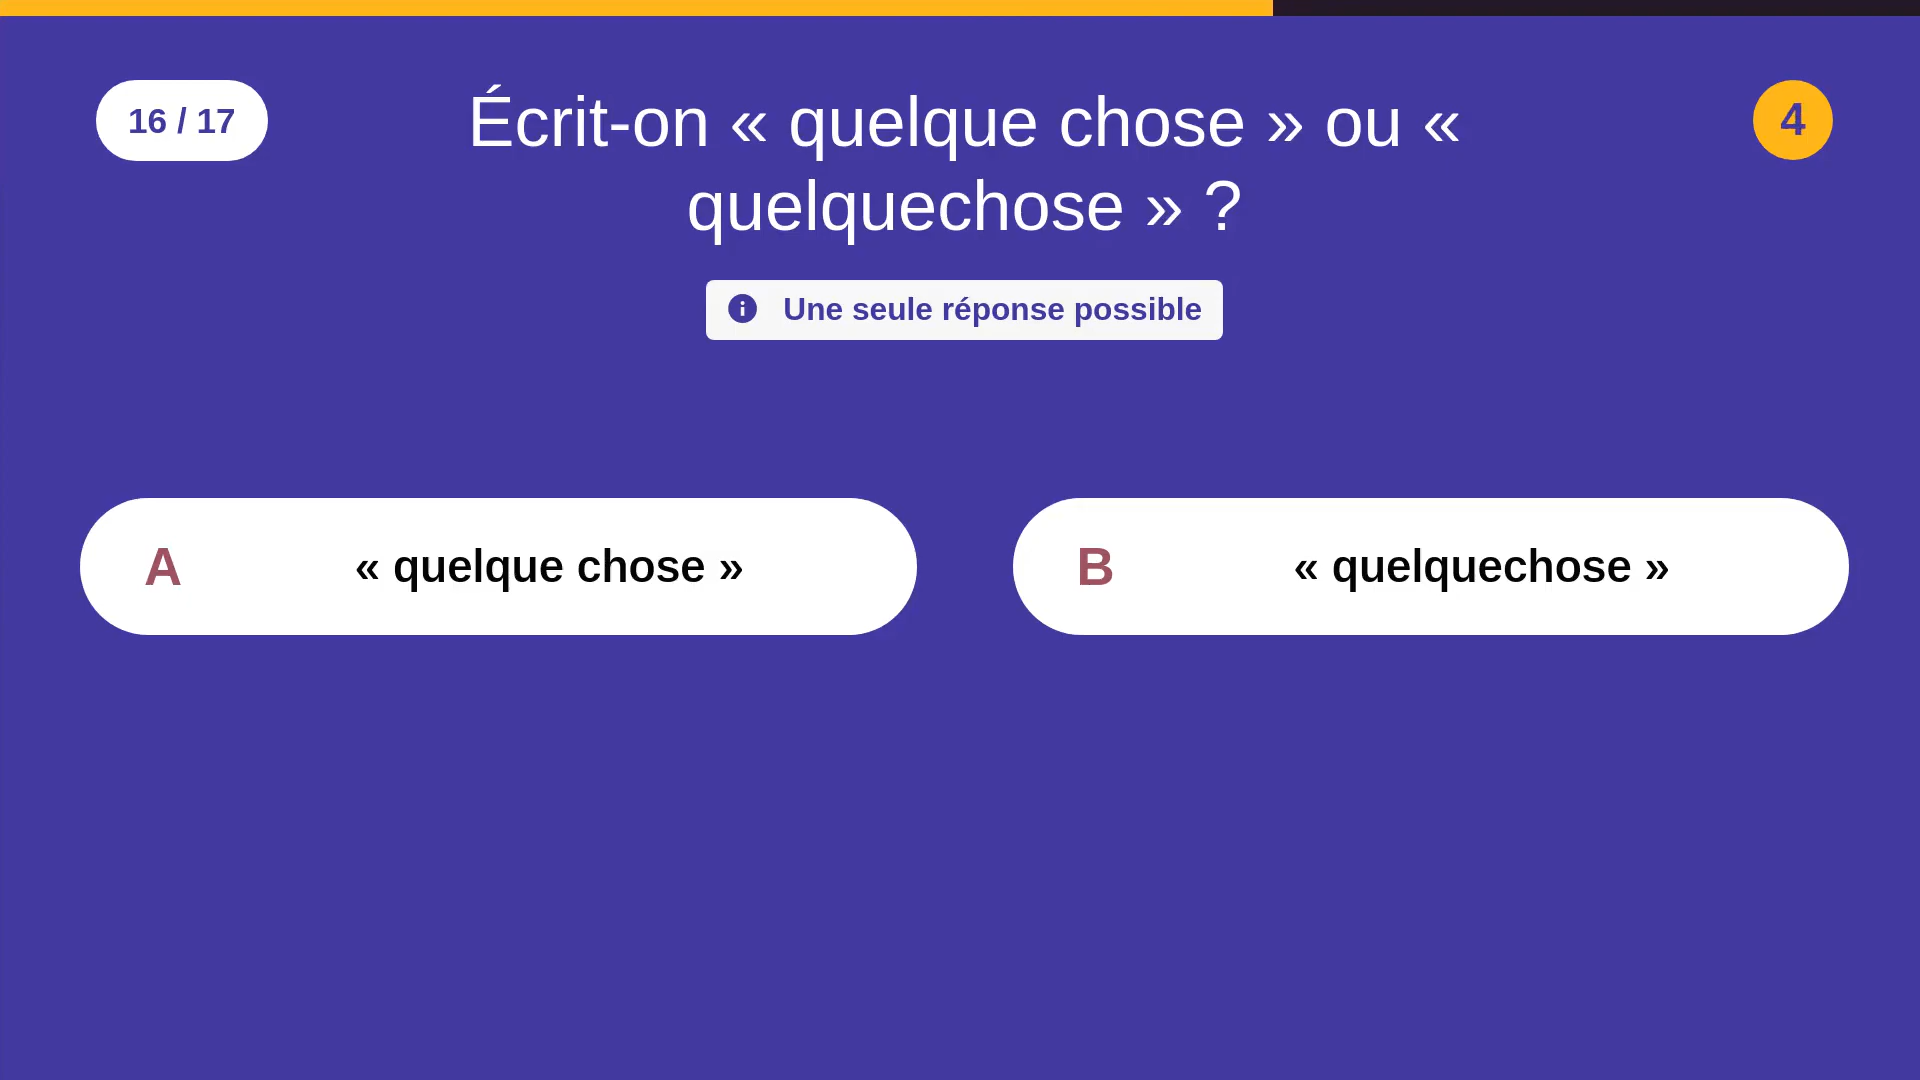 16 / 17
Écrit-on « quelque chose » ou «
quelquechose » ?
4
Une seule réponse possible
A
« quelque chose »
B
« quelquechose »